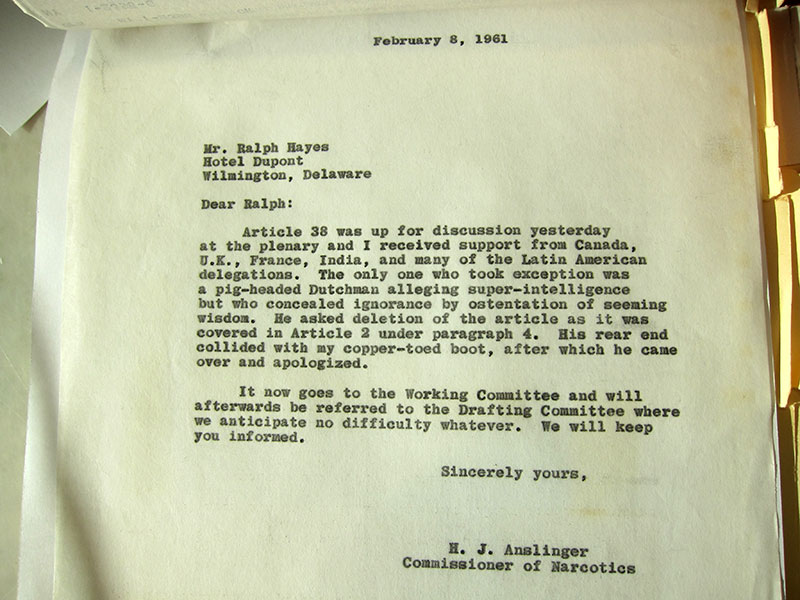 February 8, 1961
Mr. Ralph Hayes
Hotel Dupont
Wilmington, Delaware
Dear Ralph:
Article 38 was up for discussion yesterday
at the plenary and I received support from Canada,
U.K., France, India, and many of the Latin American
delegations. The only one who took exception was
a pig-headed Dutchman alleging super-intelligence
but who concealed ignorance by ostentation of seeming
wisdom. He asked deletion of the article as it was
covered in Article 2 under paragraph 4. His rear end
collided with my copper-toed boot, after which he came
over and apologized.
It now goes to the Working Committee and will
afterwards be referred to the Drafting Committee where
we anticipate no difficulty whatever. We will keep
you informed.
Sincerely yours,
H. J. Anslinger
Commissioner of Narcotics